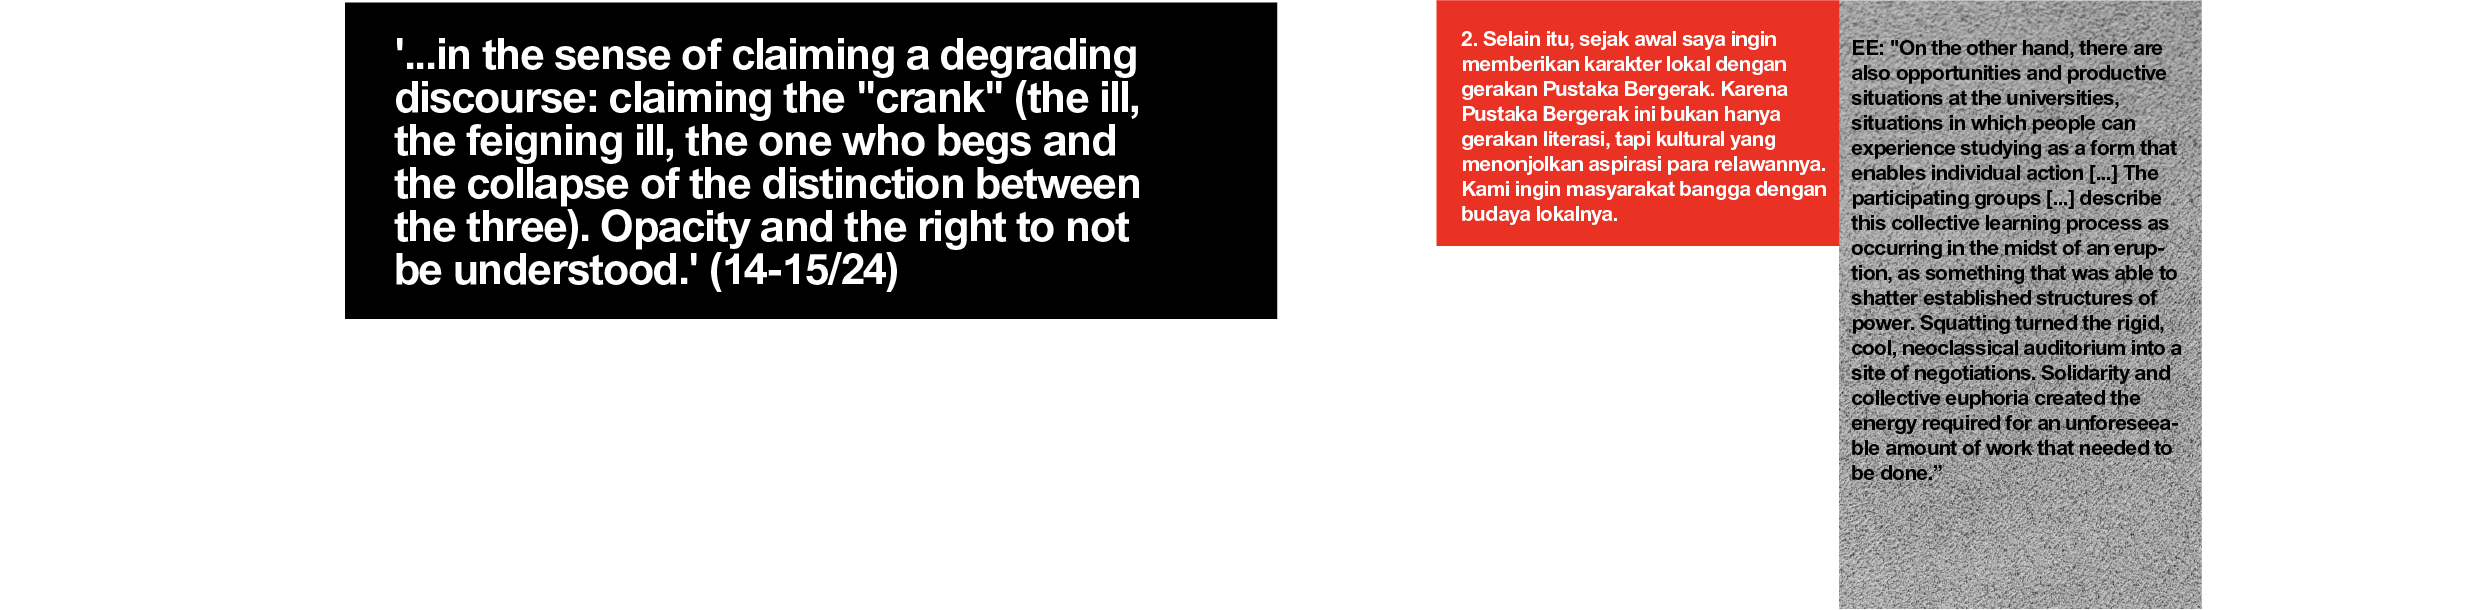 '...in the sense of claiming a degrading
discourse: claiming the "crank" (the ill,
the feigning ill, the one who begs and
the collapse of the distinction between
the three). Opacity and the right to not
be understood.' (14-15/24)
2. Selain itu, sejak awal saya ingin
memberikan karakter lokal dengan
gerakan Pustaka Bergerak. Karena
Pustaka Bergerak ini bukan hanya
gerakan literasi, tapi kultural yang
menonjolkan aspirasi para relawannya.
Kami ingin masyarakat bangga dengan
budaya lokalnya.
EE: "On the other hand, there are
also opportunities and productive
situations at the universities,
situations in which people can
experience studying as a form that
enables individual action [...] The
participating groups [...] describe
this collective learning process as
occurring in the midst of an erup-
tion, as something that was able to
shatter established structures of
power. Squatting turned the rigid,
cool, neoclassical auditorium into a
site of negotiations. Solidarity and
collective euphoria created the
energy required for an unforeseea-
ble amount of work that needed to
be done.”